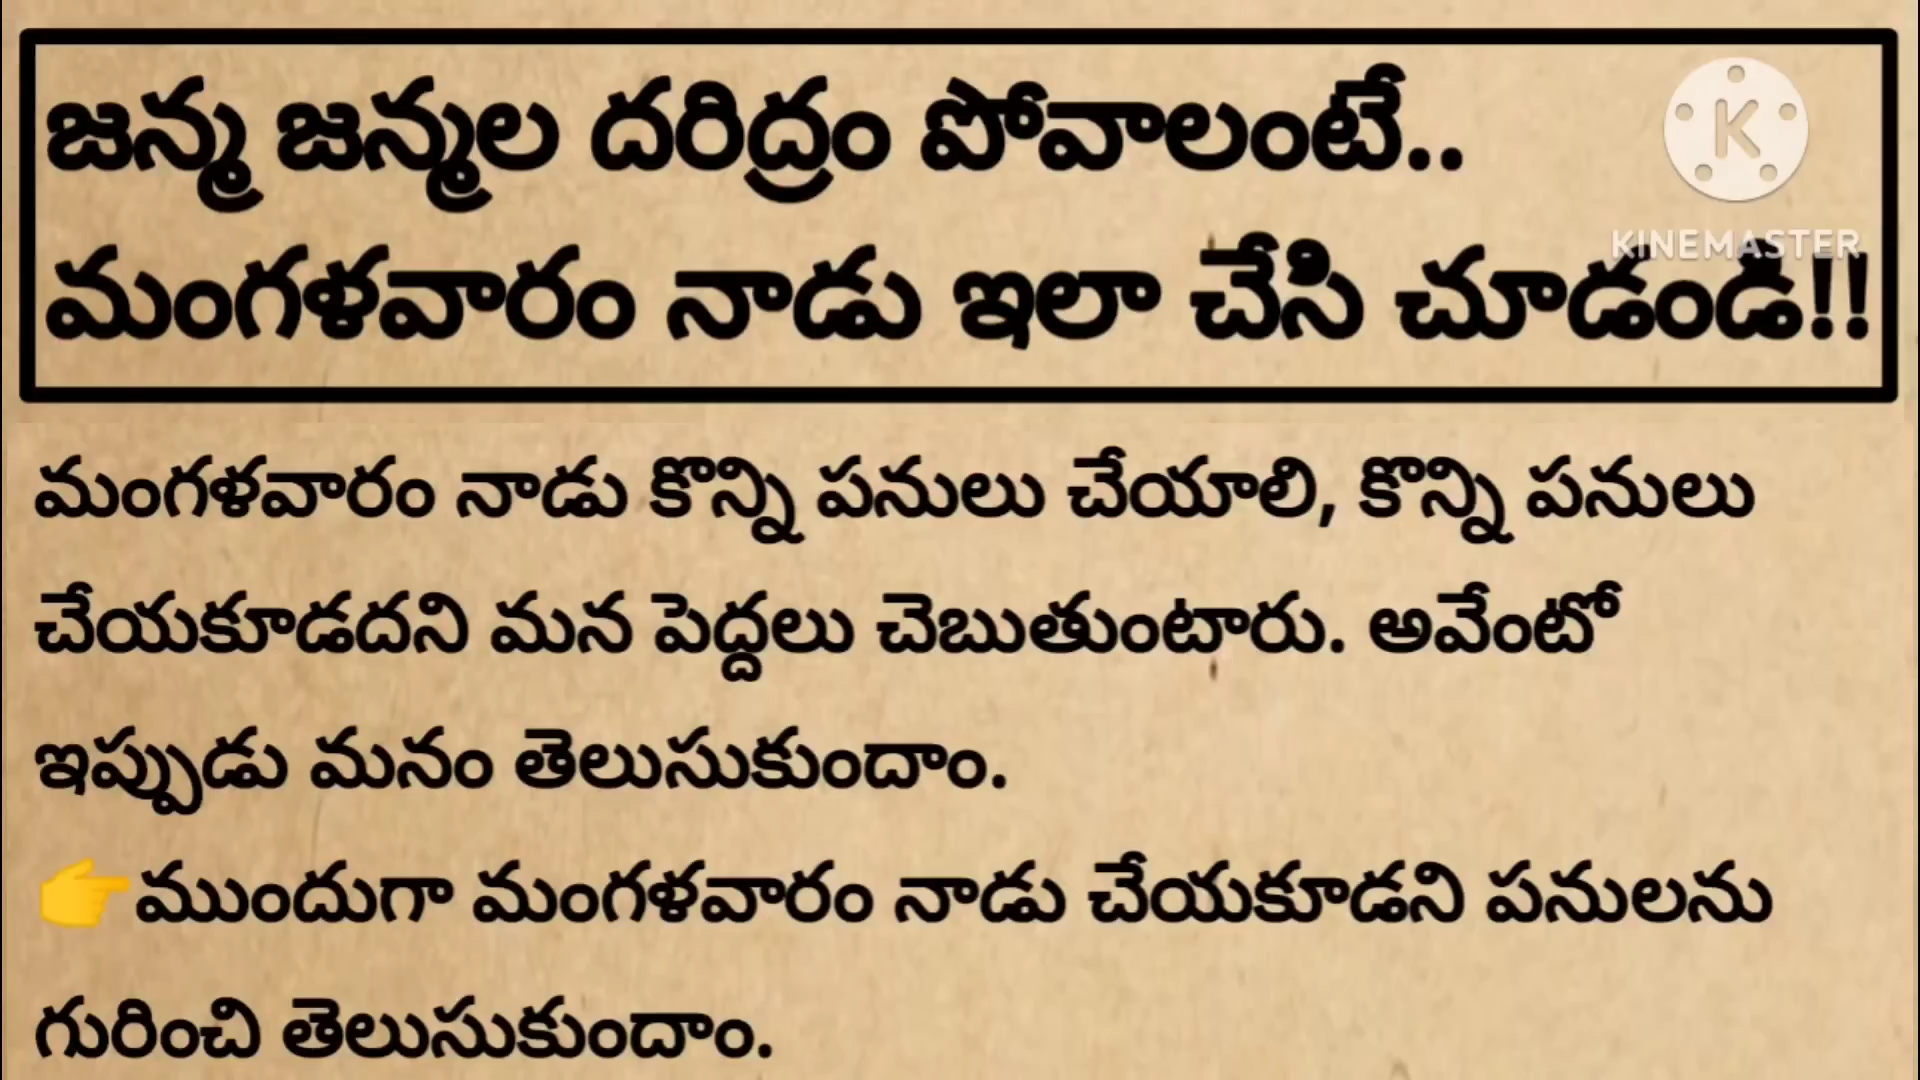 జన్మ జన్మల దరిద్రం పోవాలంటే..
మంగళవారం నాడు ఇలా చేసి చూడండి!!
K
KINEMASTER
మంగళవారం నాడు కొన్ని పనులు చేయాలి, కొన్ని పనులు
చేయకూడదని మన పెద్దలు చెబుతుంటారు. అవేంటో
ఇప్పుడు మనం తెలుసుకుందాం.
👉ముందుగా మంగళవారం నాడు చేయకూడని పనులను
గురించి తెలుసుకుందాం.